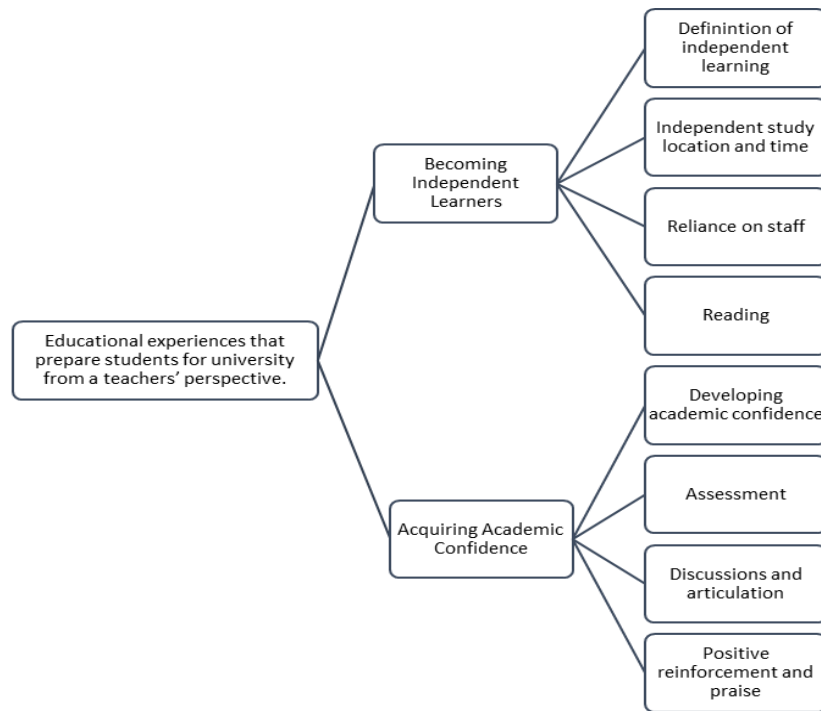 Definintion of
independent
learning
Independent study
location and time
Becoming
Independent
Learners
Reliance on staff
Reading
Educational experiences that
prepare students for university
from a teachers’ perspective.
Developing
academic confidence
Assessment
Acquiring Academic
Confidence
Discussions and
articulation
Positive
reinforcement and
praise